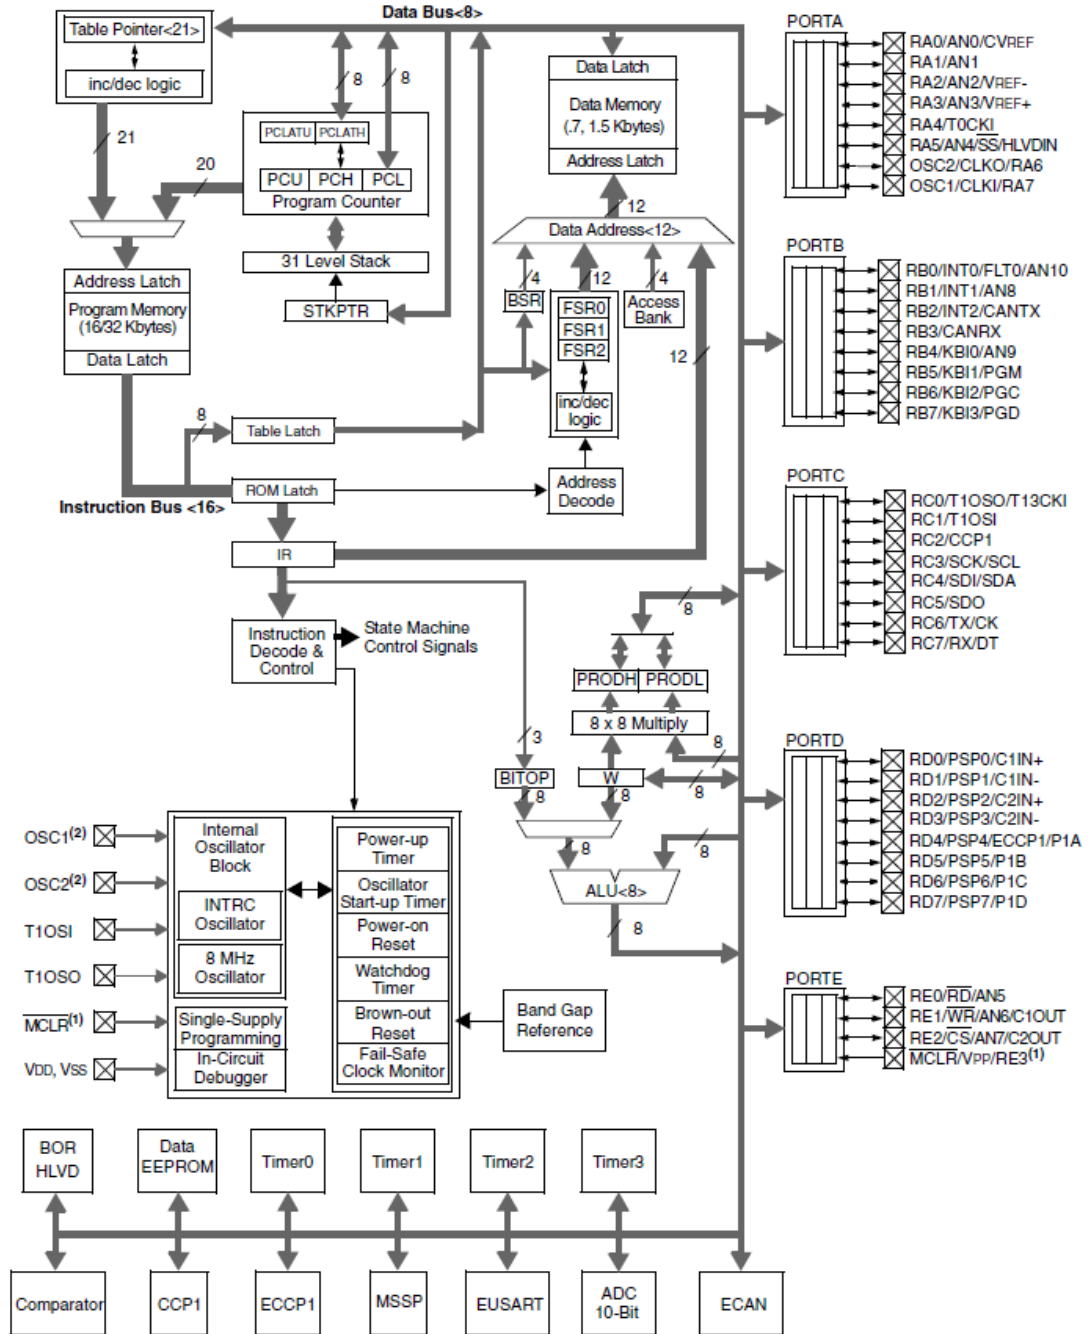 Data Bus<8>
Table Pointer<21>
inc/dec logic
21
20
8
8
PCLATU PCLATH
PCU PCH PCL
Program Counter
31 Level Stack
STKPTR
Data Latch
Data Memory
(.7, 1.5 Kbytes)
Address Latch
12
Data Address<12>
4
12
4
BSR
FSR0
FSR1
FSR2
inc/dec
logic
Access
Bank
12
Address Latch
Program Memory
(16/32 Kbytes)
Data Latch
8
Table Latch
ROM Latch
Instruction Bus <16>
Address
Decode
IR
Instruction
Decode &
Control
State Machine
Control Signals
8
PRODH PRODL
8 x 8 Multiply
3
8
BITOP
W
8
8
8
8
8
ALU<8>
8
OSC1(2)
OSC2(2)
T1OSI
T1OSO
MCLR(1)
VDD, VSS
Internal
Oscillator
Block
INTRC
Oscillator
8 MHz
Oscillator
Single-Supply
Programming
In-Circuit
Debugger
Power-up
Timer
Oscillator
Start-up Timer
Power-on
Reset
Watchdog
Timer
Brown-out
Reset
Fail-Safe
Clock Monitor
Band Gap
Reference
PORTA
RA0/AN0/CVREF
RA1/AN1
RA2/AN2/VREF-
RA3/AN3/VREF+
RA4/T0CKI
RA5/AN4/SS/HLVDIN
OSC2/CLKO/RA6
OSC1/CLKI/RA7
PORTB
RB0/INT0/FLT0/AN10
RB1/INT1/AN8
RB2/INT2/CANTX
RB3/CANRX
RB4/KBI0/AN9
RB5/KBI1/PGM
RB6/KBI2/PGC
RB7/KBI3/PGD
PORTC
RC0/T1OSO/T13CKI
RC1/T1OSI
RC2/CCP1
RC3/SCK/SCL
RC4/SDI/SDA
RC5/SDO
RC6/TX/CK
RC7/RX/DT
PORTD
RD0/PSP0/C1IN+
RD1/PSP1/C1IN-
RD2/PSP2/C2IN+
RD3/PSP3/C2IN-
RD4/PSP4/ECCP1/P1A
RD5/PSP5/P1B
RD6/PSP6/P1C
RD7/PSP7/P1D
PORTE
RE0/RD/AN5
RE1/WR/AN6/C1OUT
RE2/CS/AN7/C2OUT
MCLR/VPP/RE3(1)
BOR
HLVD
Data
EEPROM
Timer0
Timer1
Timer2
Timer3
Comparator
CCP1
ECCP1
MSSP
EUSART
ADC
10-Bit
ECAN